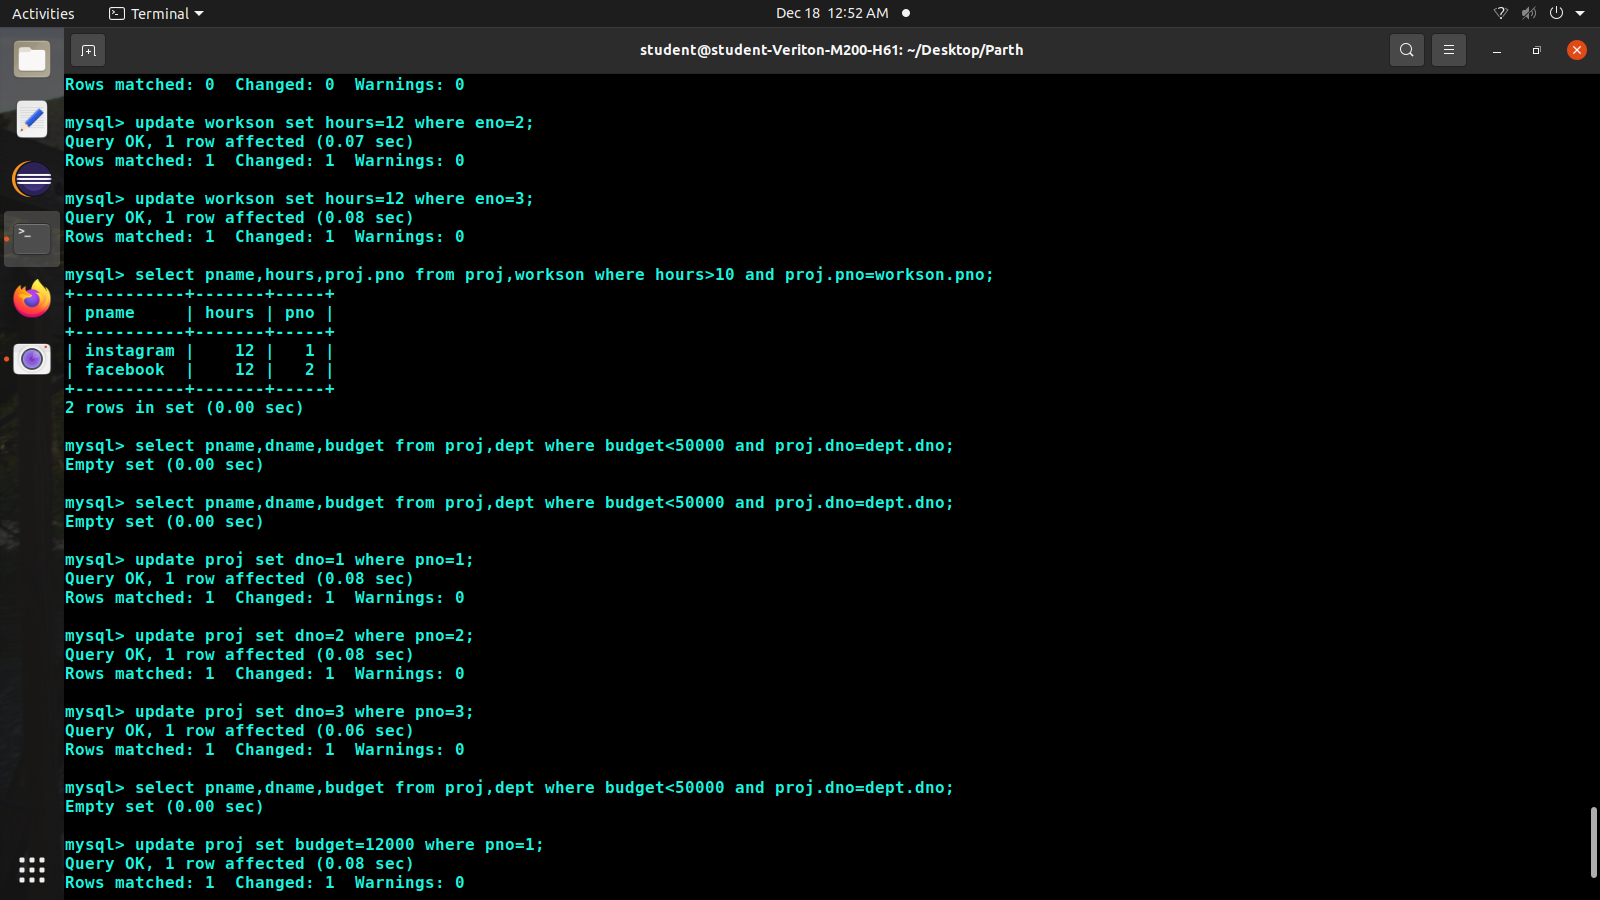 Activities Terminal Dec 18 12:52 AM
student@student-Veriton-M200-H61: ~/Desktop/Parth
Rows matched: 0  Changed: 0  Warnings: 0
mysql> update workson set hours=12 where eno=2;
Query OK, 1 row affected (0.07 sec)
Rows matched: 1  Changed: 1  Warnings: 0
mysql> update workson set hours=12 where eno=3;
Query OK, 1 row affected (0.08 sec)
Rows matched: 1  Changed: 1  Warnings: 0
mysql> select pname,hours,proj.pno from proj,workson where hours>10 and proj.pno=workson.pno;
+-----------+-------+-----+
| pname     | hours | pno |
+-----------+-------+-----+
| instagram |    12 |   1 |
| facebook  |    12 |   2 |
+-----------+-------+-----+
2 rows in set (0.00 sec)
mysql> select pname,dname,budget from proj,dept where budget<50000 and proj.dno=dept.dno;
Empty set (0.00 sec)
mysql> select pname,dname,budget from proj,dept where budget<50000 and proj.dno=dept.dno;
Empty set (0.00 sec)
mysql> update proj set dno=1 where pno=1;
Query OK, 1 row affected (0.08 sec)
Rows matched: 1  Changed: 1  Warnings: 0
mysql> update proj set dno=2 where pno=2;
Query OK, 1 row affected (0.08 sec)
Rows matched: 1  Changed: 1  Warnings: 0
mysql> update proj set dno=3 where pno=3;
Query OK, 1 row affected (0.06 sec)
Rows matched: 1  Changed: 1  Warnings: 0
mysql> select pname,dname,budget from proj,dept where budget<50000 and proj.dno=dept.dno;
Empty set (0.00 sec)
mysql> update proj set budget=12000 where pno=1;
Query OK, 1 row affected (0.08 sec)
Rows matched: 1  Changed: 1  Warnings: 0